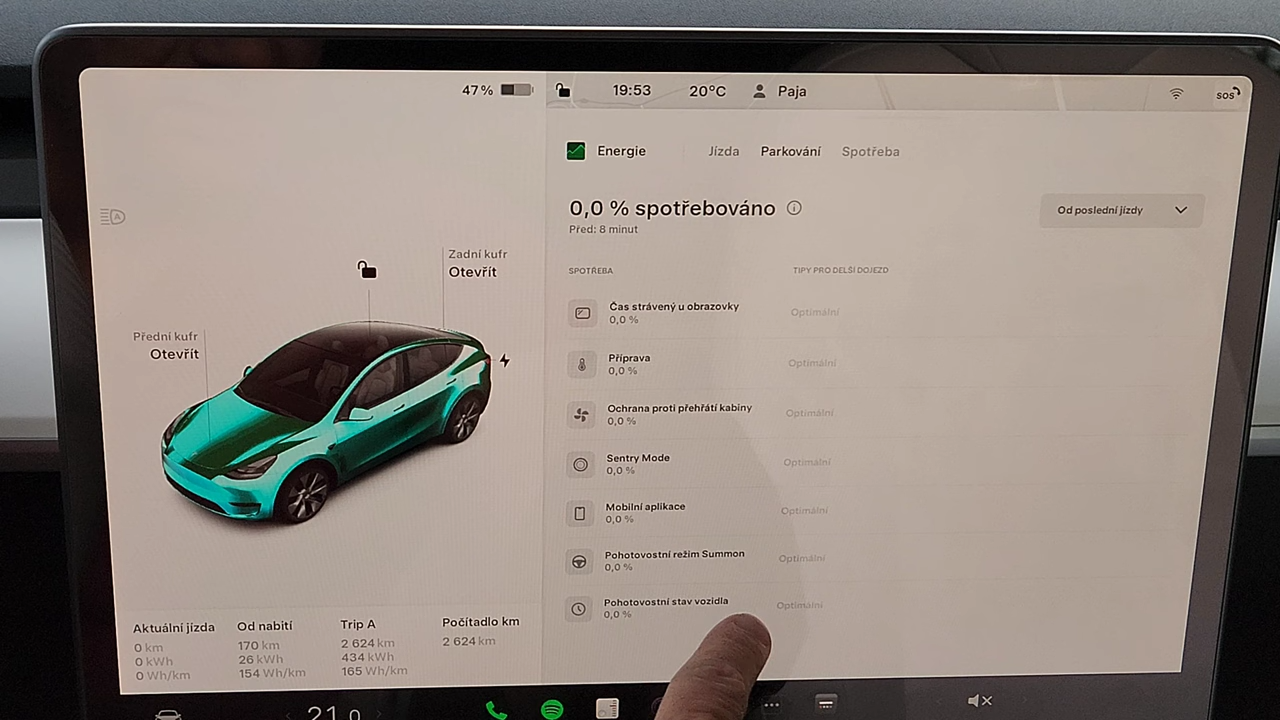 47 %
19:53
20°C
Paja
SOS
Energie
Jízda
Parkování
Spotřeba
0,0 % spotřebováno
Před: 8 minut
Od poslední jízdy
SPOTŘEBA
TIPY PRO DELŠÍ DOJEZD
Čas strávený u obrazovky
0,0 %
Optimální
Příprava
0,0 %
Optimální
Ochrana proti přehřátí kabiny
0,0 %
Optimální
Sentry Mode
0,0 %
Optimální
Mobilní aplikace
0,0 %
Optimální
Pohotovostní režim Summon
0,0 %
Optimální
Pohotovostní stav vozidla
0,0 %
Optimální
A
Zadní kufr
Otevřít
Přední kufr
Otevřít
Aktuální jízda
0 km
0 kWh
0 Wh/km
Od nabití
170 km
26 kWh
154 Wh/km
Trip A
2 624 km
434 kWh
165 Wh/km
Počítadlo km
2 624 km
21.0